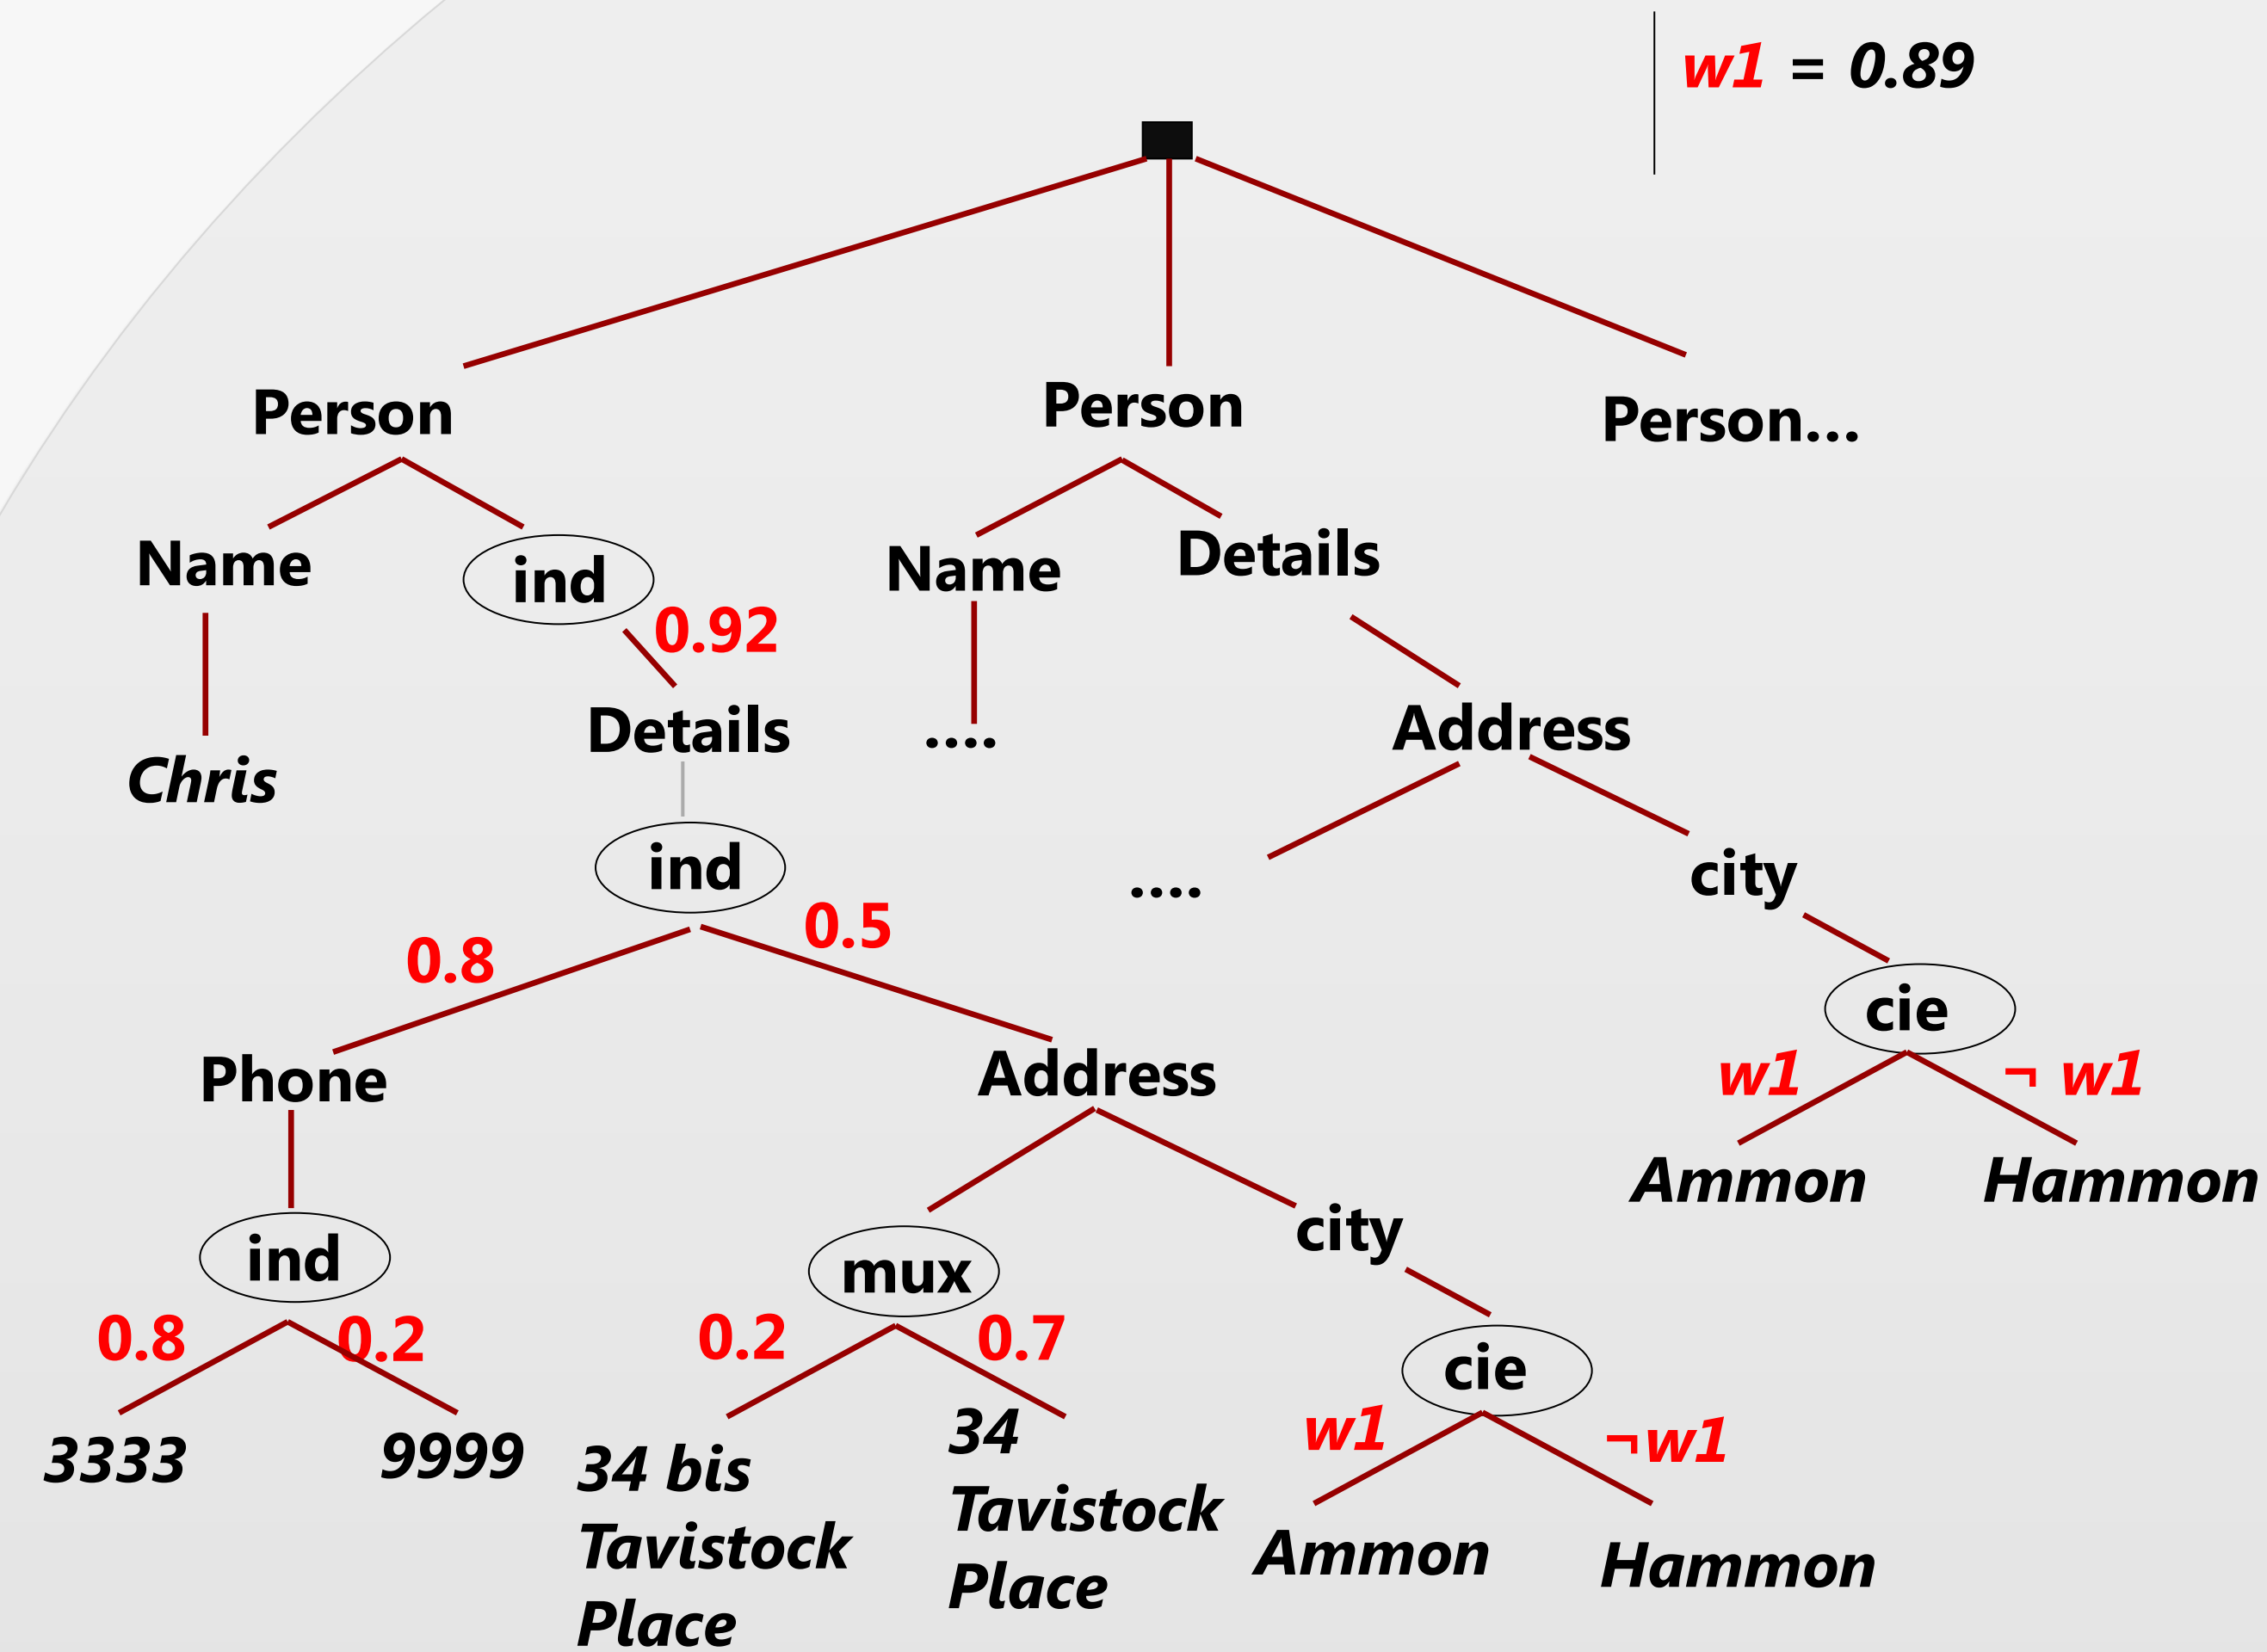 w1 = 0.89
Person
Person
Person...
Name
ind
Name
Details
0.92
Chris
Details
....
Address
ind
....
city
0.8
0.5
cie
Phone
Address
w1
¬ w1
Ammon
Hammon
ind
mux
city
0.8
0.2
0.2
0.7
cie
3333
9999
34 bis
Tavistock
Place
34
Tavistock
Place
w1
¬w1
Ammon
Hammon